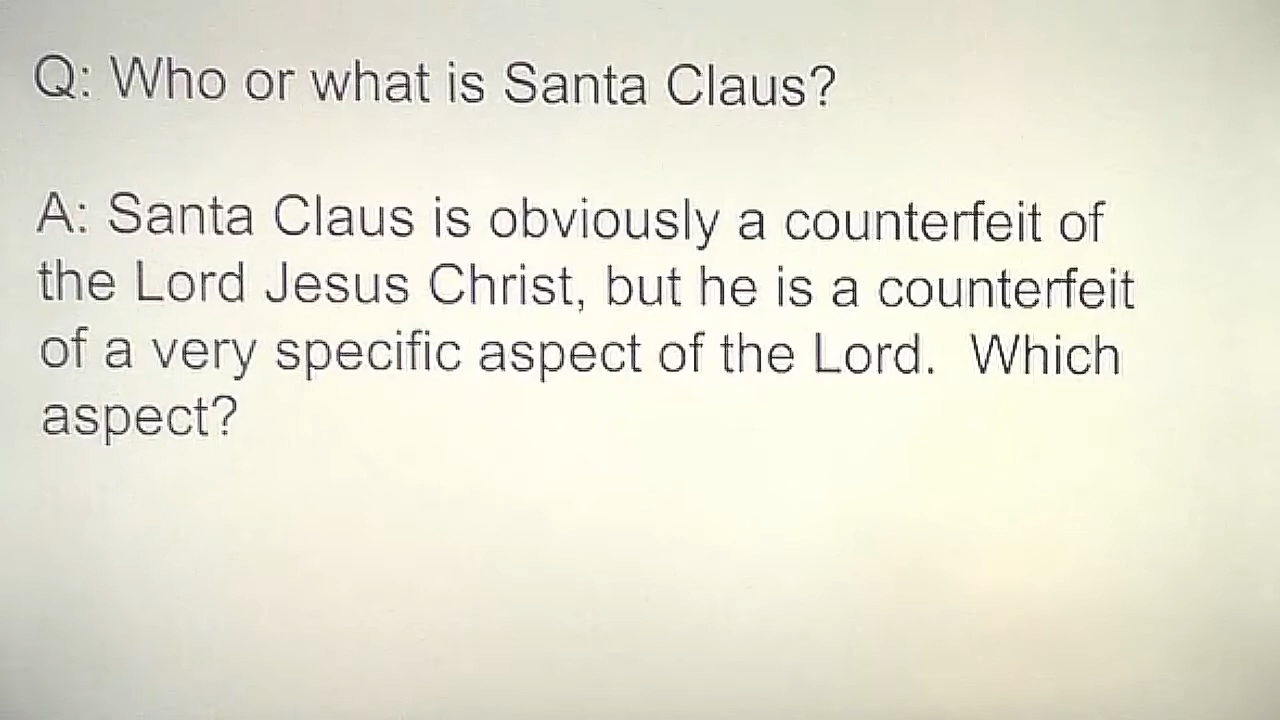 Q: Who or what is Santa Claus?
A: Santa Claus is obviously a counterfeit of
the Lord Jesus Christ, but he is a counterfeit
of a very specific aspect of the Lord.  Which
aspect?